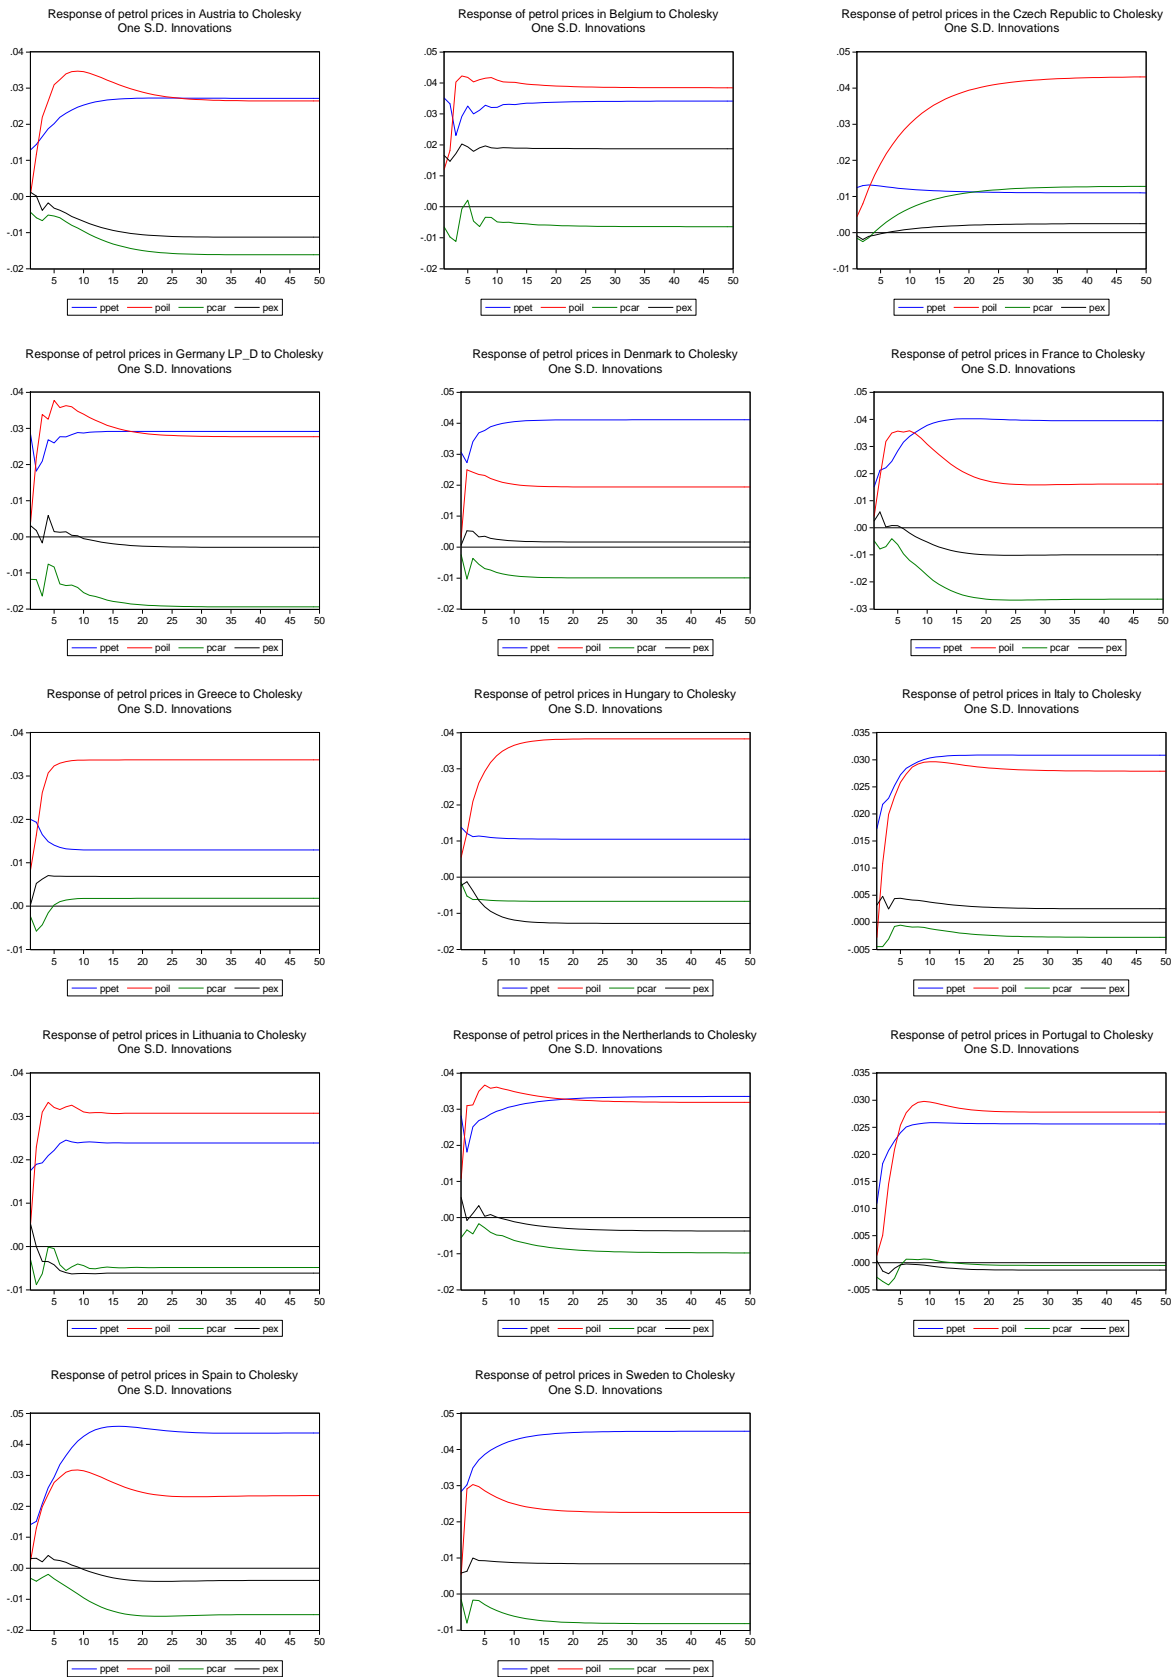 Response of petrol prices in Austria to Cholesky
One S.D. Innovations
.04
.03
.02
.01
.00
-.01
-.02
5 10 15 20 25 30 35 40 45 50
ppet poil pcar pex
Response of petrol prices in Belgium to Cholesky
One S.D. Innovations
.05
.04
.03
.02
.01
.00
-.01
-.02
5 10 15 20 25 30 35 40 45 50
ppet poil pcar pex
Response of petrol prices in the Czech Republic to Cholesky
One S.D. Innovations
.05
.04
.03
.02
.01
.00
-.01
5 10 15 20 25 30 35 40 45 50
ppet poil pcar pex
Response of petrol prices in Germany LP_D to Cholesky
One S.D. Innovations
.04
.03
.02
.01
.00
-.01
-.02
5 10 15 20 25 30 35 40 45 50
ppet poil pcar pex
Response of petrol prices in Denmark to Cholesky
One S.D. Innovations
.05
.04
.03
.02
.01
.00
-.01
-.02
5 10 15 20 25 30 35 40 45 50
ppet poil pcar pex
Response of petrol prices in France to Cholesky
One S.D. Innovations
.05
.04
.03
.02
.01
.00
-.01
-.02
-.03
5 10 15 20 25 30 35 40 45 50
ppet poil pcar pex
Response of petrol prices in Greece to Cholesky
One S.D. Innovations
.04
.03
.02
.01
.00
-.01
5 10 15 20 25 30 35 40 45 50
ppet poil pcar pex
Response of petrol prices in Hungary to Cholesky
One S.D. Innovations
.04
.03
.02
.01
.00
-.01
-.02
5 10 15 20 25 30 35 40 45 50
ppet poil pcar pex
Response of petrol prices in Italy to Cholesky
One S.D. Innovations
.035
.030
.025
.020
.015
.010
.005
.000
-.005
5 10 15 20 25 30 35 40 45 50
ppet poil pcar pex
Response of petrol prices in Lithuania to Cholesky
One S.D. Innovations
.04
.03
.02
.01
.00
-.01
5 10 15 20 25 30 35 40 45 50
ppet poil pcar pex
Response of petrol prices in the Nertherlands to Cholesky
One S.D. Innovations
.04
.03
.02
.01
.00
-.01
-.02
5 10 15 20 25 30 35 40 45 50
ppet poil pcar pex
Response of petrol prices in Portugal to Cholesky
One S.D. Innovations
.035
.030
.025
.020
.015
.010
.005
.000
-.005
5 10 15 20 25 30 35 40 45 50
ppet poil pcar pex
Response of petrol prices in Spain to Cholesky
One S.D. Innovations
.05
.04
.03
.02
.01
.00
-.01
-.02
5 10 15 20 25 30 35 40 45 50
ppet poil pcar pex
Response of petrol prices in Sweden to Cholesky
One S.D. Innovations
.05
.04
.03
.02
.01
.00
-.01
5 10 15 20 25 30 35 40 45 50
ppet poil pcar pex